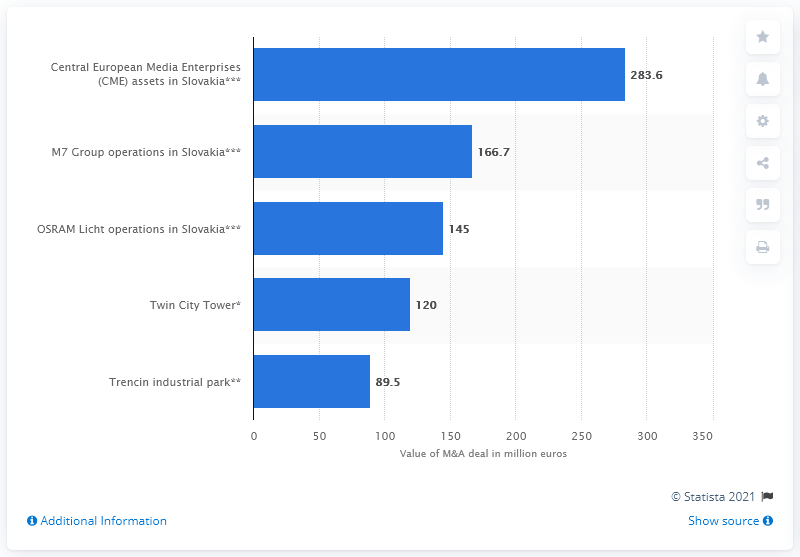 Central European Media Enterprises
(CME) assets in Slovakia***
283.6
M7 Group operations in Slovakia***
166.7
OSRAM Licht operations in Slovakia***
145
Twin City Tower*
120
Trencin industrial park**
89.5
0 50 100 150 200 250 300 350
Value of M&A deal in million euros
© Statista 2021
Additional Information
Show source